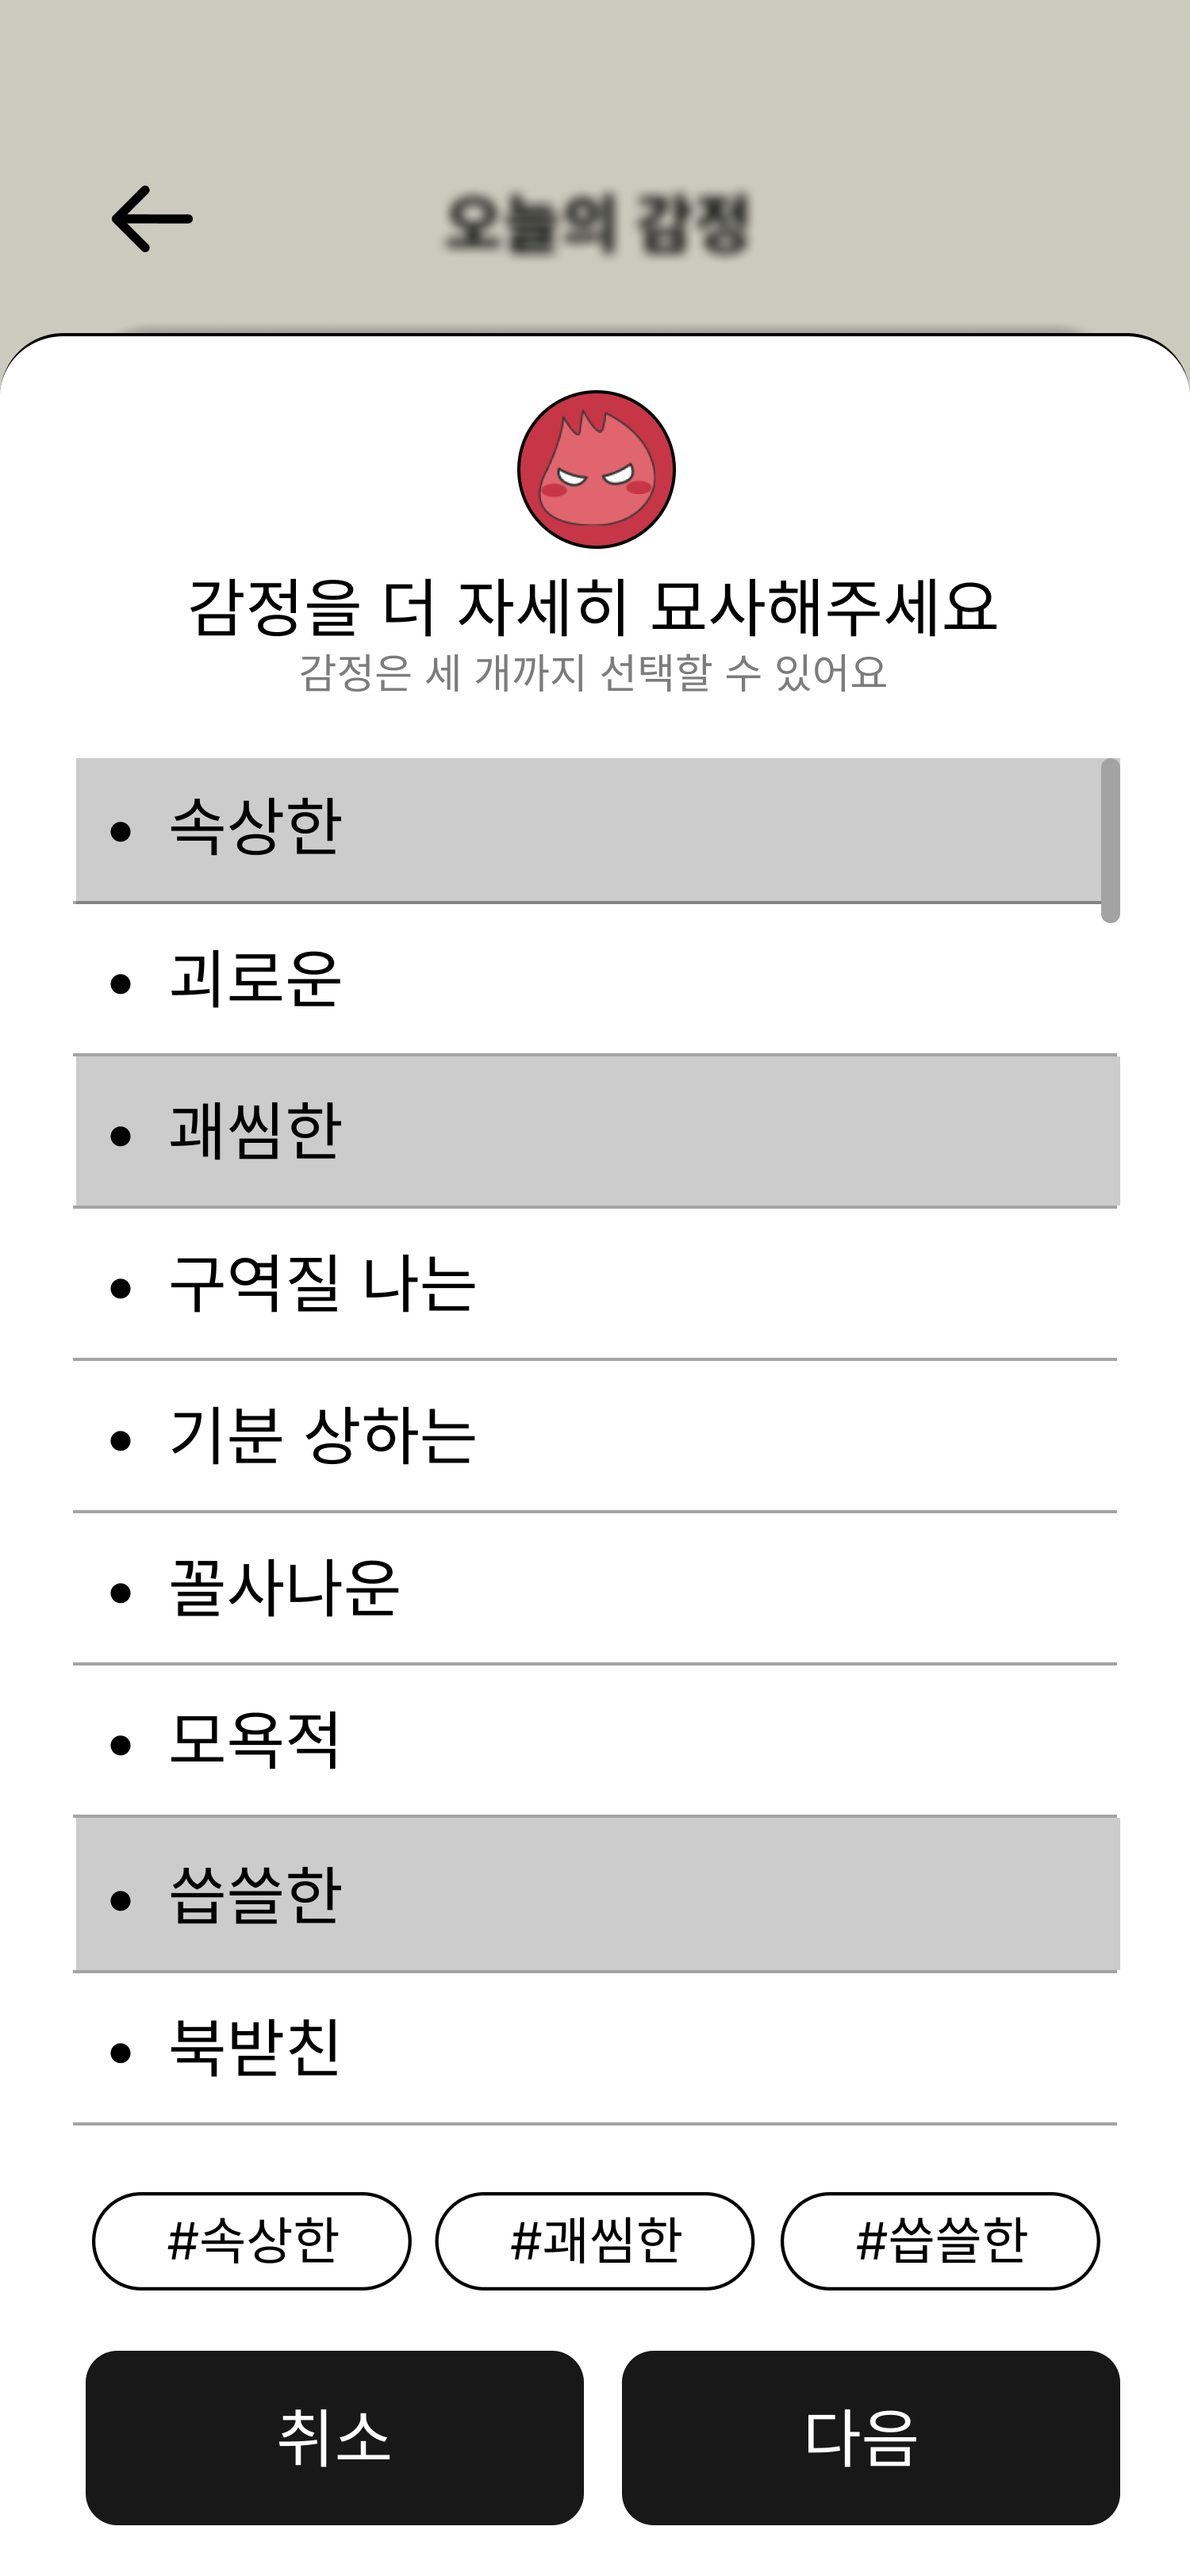 오늘의 감정
감정을 더 자세히 묘사해주세요
감정은 세 개까지 선택할 수 있어요
• 속상한
• 괴로운
• 괘씸한
• 구역질 나는
• 기분 상하는
• 꼴사나운
• 모욕적
• 씁쓸한
• 북받친
#속상한 #괘씸한 #씁쓸한
취소 다음